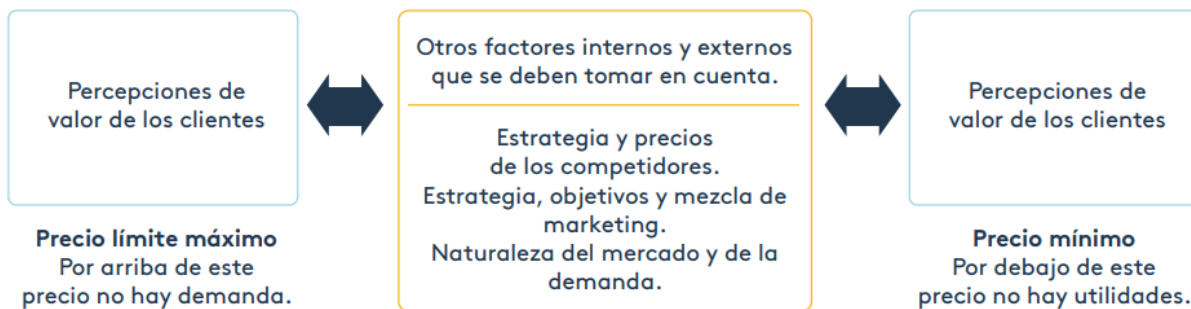 Percepciones de
valor de los clientes
Precio límite máximo
Por arriba de este
precio no hay demanda.
Otros factores internos y externos
que se deben tomar en cuenta.
Estrategia y precios
de los competidores.
Estrategia, objetivos y mezcla de
marketing.
Naturaleza del mercado y de la
demanda.
Percepciones de
valor de los clientes
Precio mínimo
Por debajo de este
precio no hay utilidades.